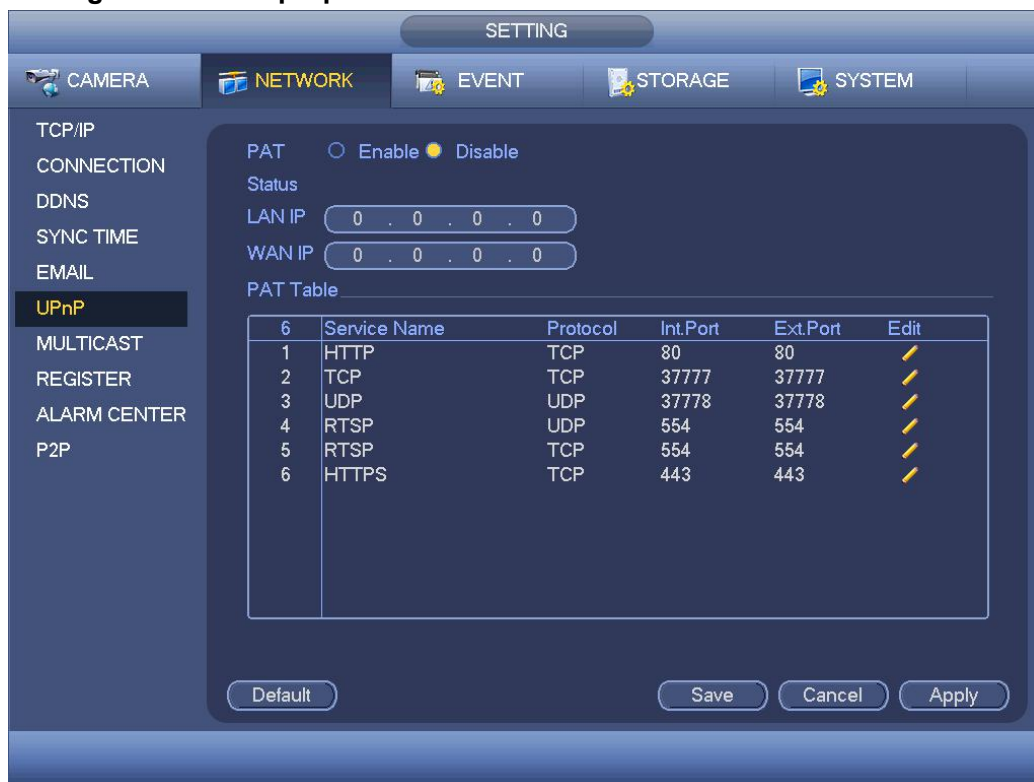 SETTING
CAMERA NETWORK EVENT STORAGE SYSTEM
TCP/IP
CONNECTION
DDNS
SYNC TIME
EMAIL
UPnP
MULTICAST
REGISTER
ALARM CENTER
P2P
PAT Enable Disable
Status
LAN IP 0 . 0 . 0 . 0
WAN IP 0 . 0 . 0 . 0
PAT Table
6 Service Name Protocol Int.Port Ext.Port Edit
1 HTTP TCP 80 80
2 TCP TCP 37777 37777
3 UDP UDP 37778 37778
4 RTSP UDP 554 554
5 RTSP TCP 554 554
6 HTTPS TCP 443 443
Default Save Cancel Apply